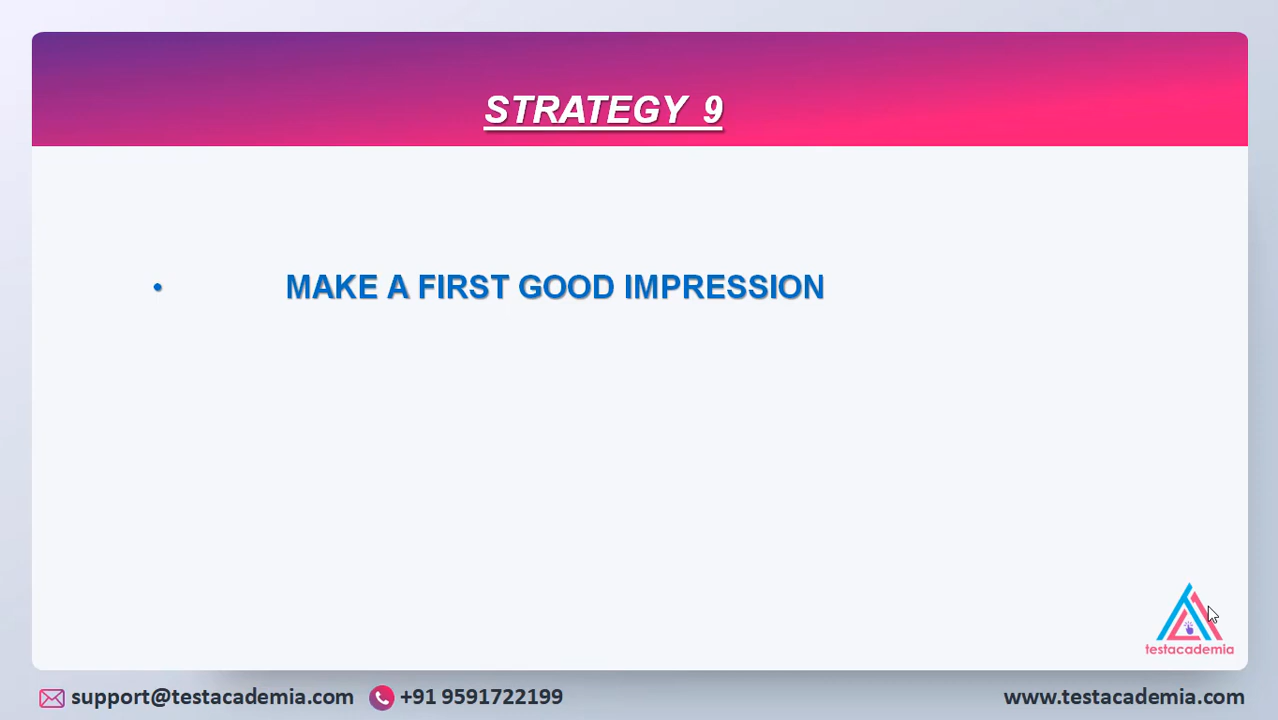 STRATEGY 9
• MAKE A FIRST GOOD IMPRESSION
testacademia
support@testacademia.com +91 9591722199 www.testacademia.com